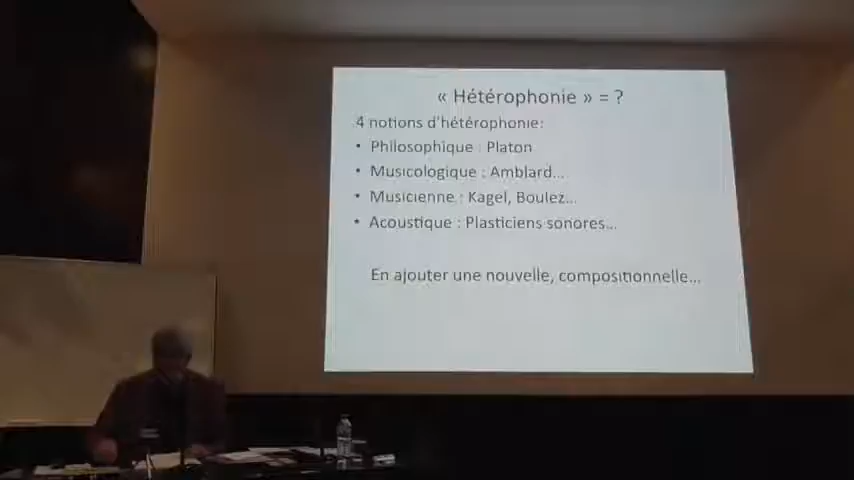 « Hétérophonie » = ?
4 notions d'hétérophonie:
• Philosophique : Platon
• Musicologique : Amblard...
• Musicienne : Kagel, Boulez...
• Acoustique : Plasticiens sonores...
En ajouter une nouvelle, compositionnelle...